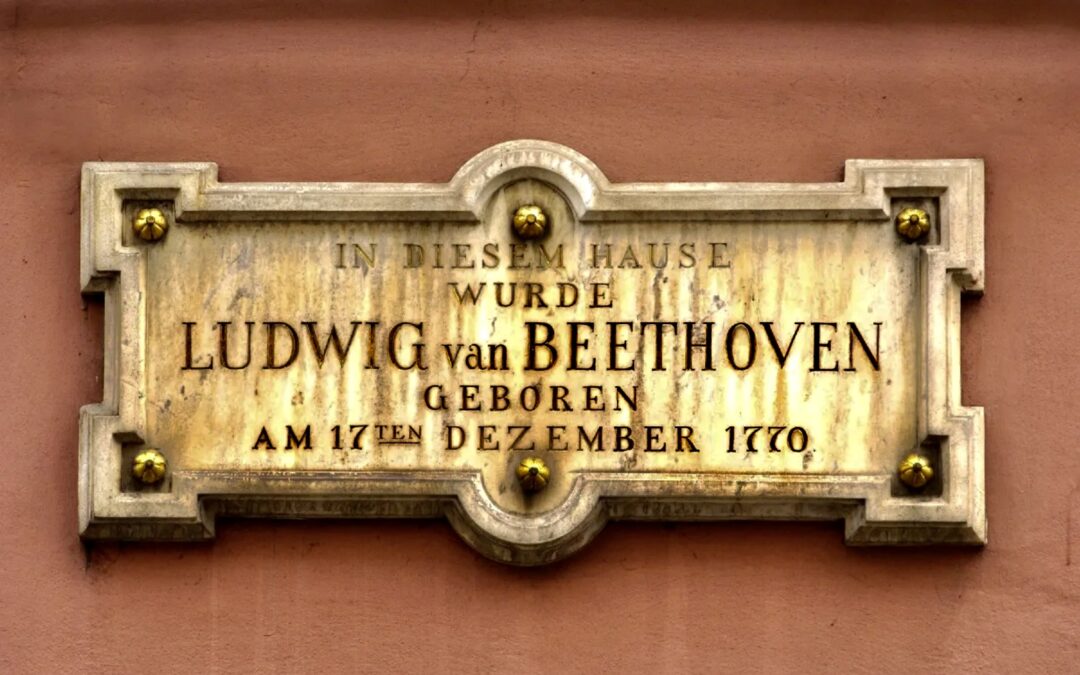 IN DIESEM HAUSE
WURDE
LUDWIG van BEETHOVEN
GEBOREN
AM 17TEN DEZEMBER 1770.